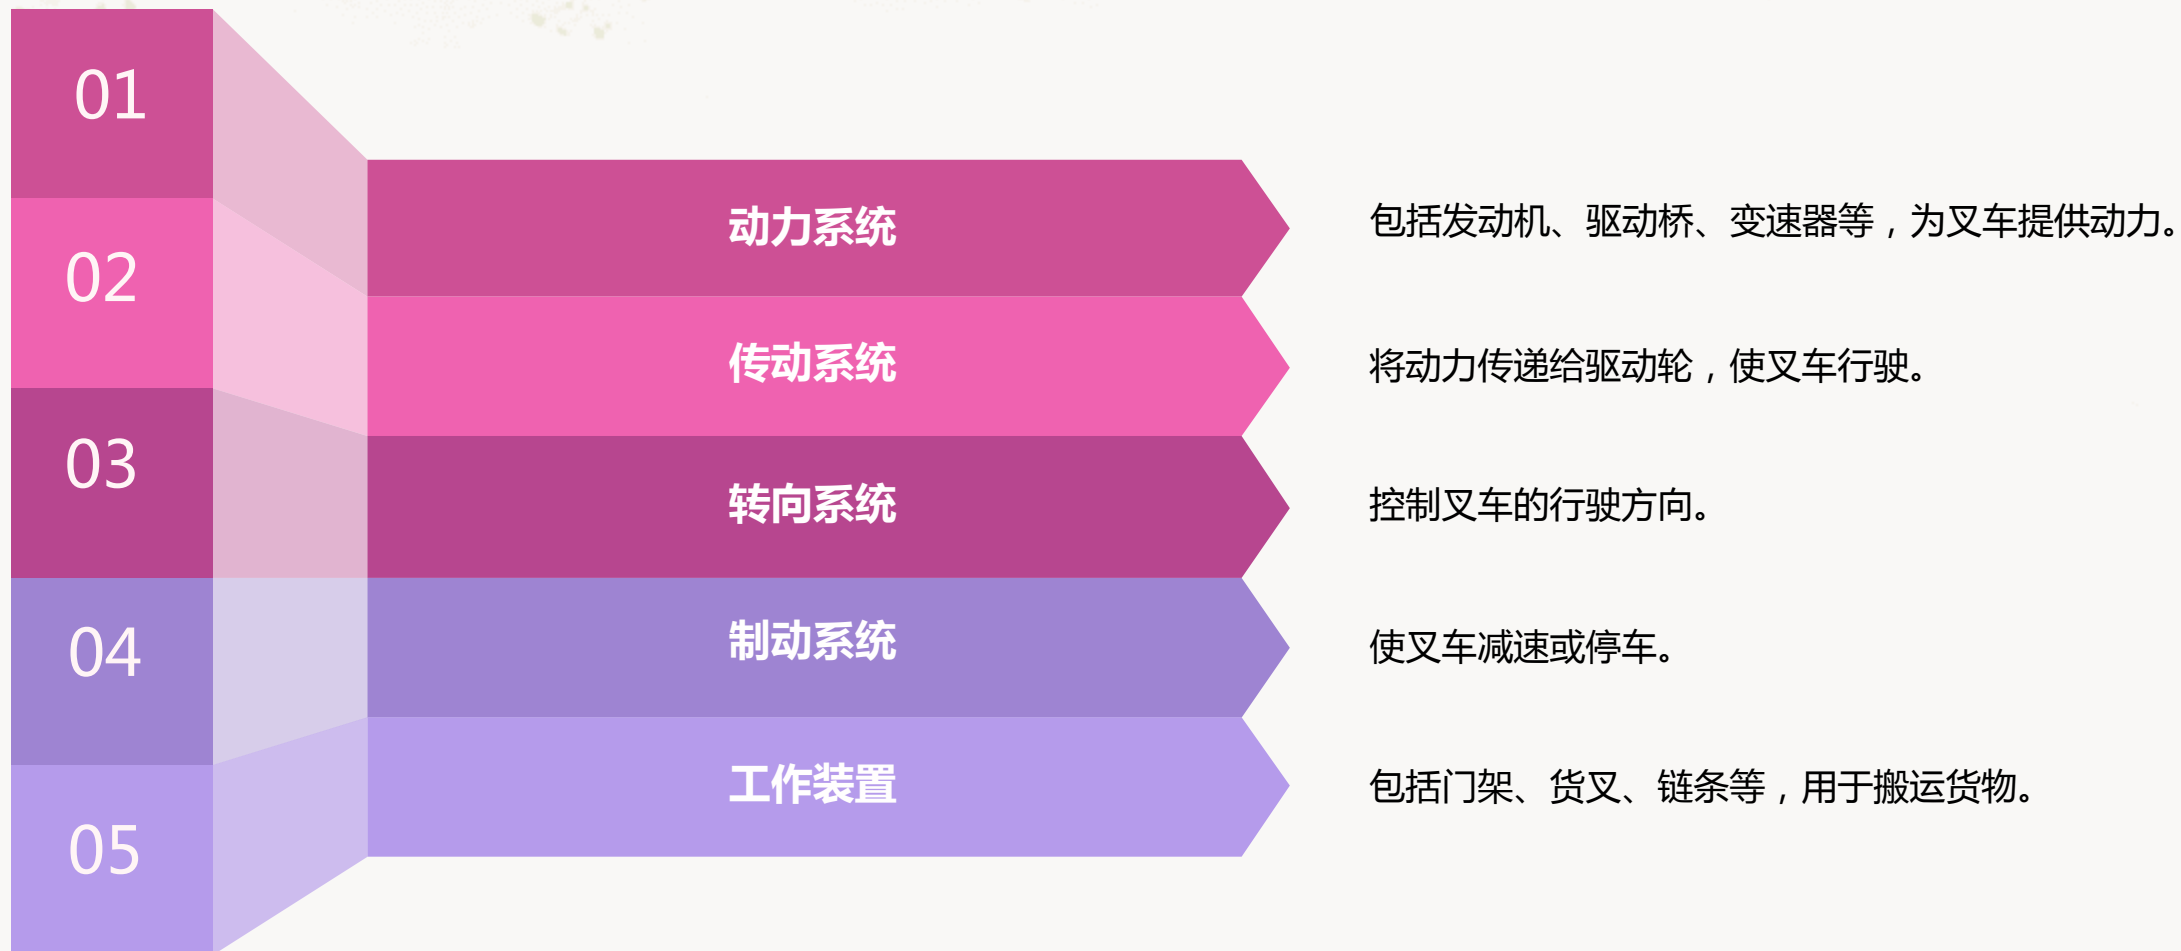 01
动力系统
包括发动机、驱动桥、变速器等，为叉车提供动力。
02
传动系统
将动力传递给驱动轮，使叉车行驶。
03
转向系统
控制叉车的行驶方向。
04
制动系统
使叉车减速或停车。
05
工作装置
包括门架、货叉、链条等，用于搬运货物。